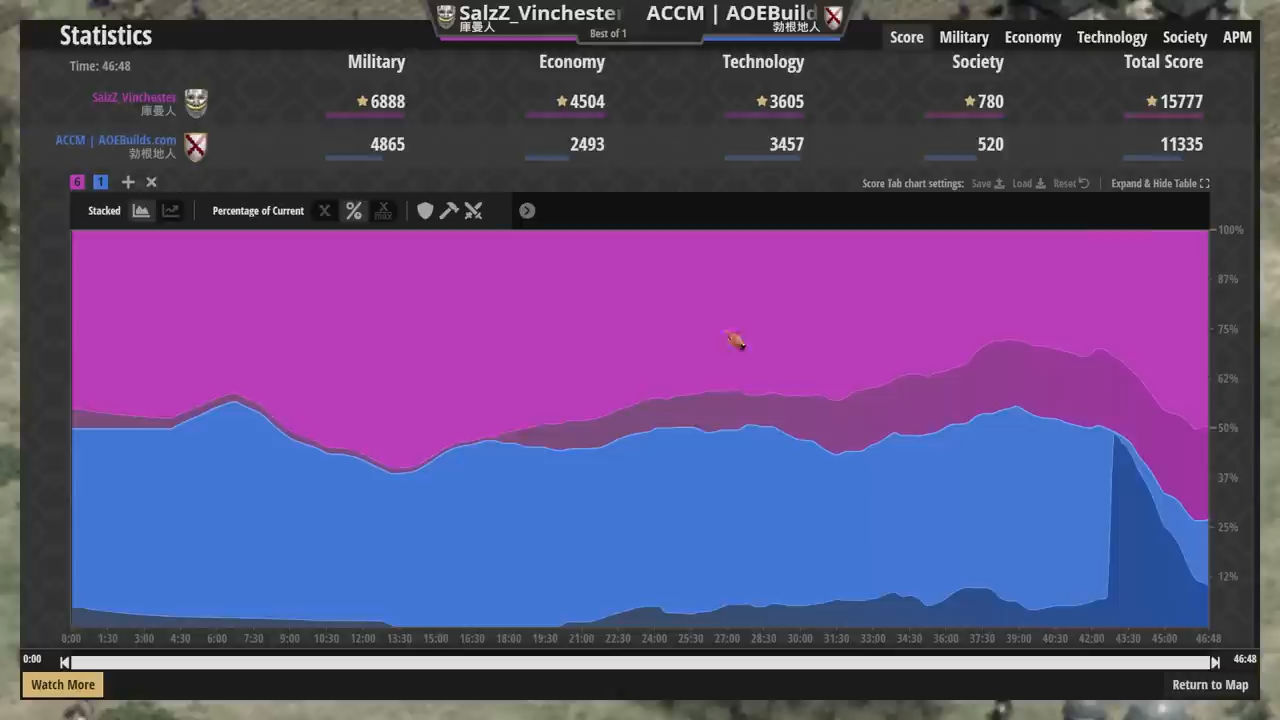 SalzZ_Vinchester
庫曼人
Best of 1
ACCM | AOEBuild
勃根地人
Statistics
Score Military Economy Technology Society APM
Time: 46:48
Military Economy Technology Society Total Score
SalzZ_Vinchester
庫曼人
6888 4504 3605 780 15777
ACCM | AOEBuilds.com
勃根地人
4865 2493 3457 520 11335
6 1
Score Tab chart settings: Save Load Reset Expand & Hide Table
Stacked Percentage of Current X % X max
100%
87%
75%
62%
50%
37%
25%
12%
0:00 1:30 3:00 4:30 6:00 7:30 9:00 10:30 12:00 13:30 15:00 16:30 18:00 19:30 21:00 22:30 24:00 25:30 27:00 28:30 30:00 31:30 33:00 34:30 36:00 37:30 39:00 40:30 42:00 43:30 45:00 46:48
0:00 46:48
Watch More Return to Map